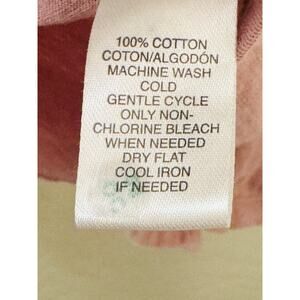 100% COTTON
COTON/ALGODÓN
MACHINE WASH
COLD
GENTLE CYCLE
ONLY NON-
CHLORINE BLEACH
WHEN NEEDED
DRY FLAT
COOL IRON
IF NEEDED